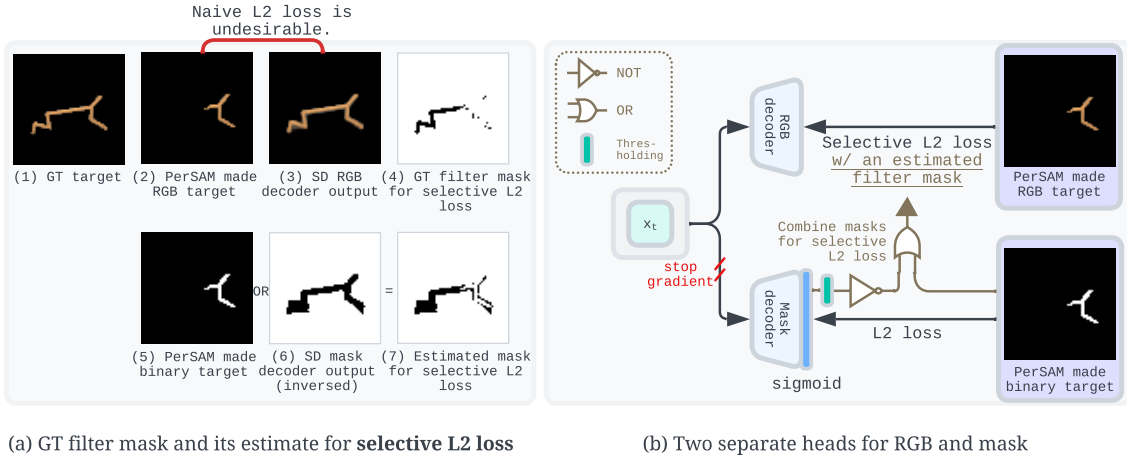 Naive L2 loss is
undesirable.
(1) GT target
(2) PerSAM made
RGB target
(3) SD RGB
decoder output
(4) GT filter mask
for selective L2
loss
OR
=
(5) PerSAM made
binary target
(6) SD mask
decoder output
(inversed)
(7) Estimated mask
for selective L2
loss
(a) GT filter mask and its estimate for selective L2 loss
NOT
OR
Thres-
holding
xt
stop
gradient
RGB
decoder
Selective L2 loss
w/ an estimated
filter mask
PerSAM made
RGB target
Combine masks
for selective
L2 loss
Mask
decoder
L2 loss
sigmoid
PerSAM made
binary target
(b) Two separate heads for RGB and mask